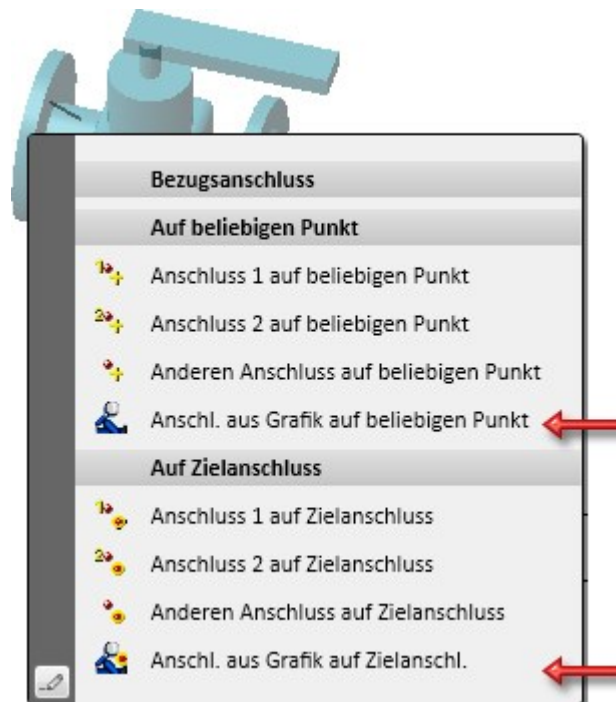 Bezugsanschluss
Auf beliebigen Punkt
Anschluss 1 auf beliebigen Punkt
Anschluss 2 auf beliebigen Punkt
Anderen Anschluss auf beliebigen Punkt
Anschl. aus Grafik auf beliebigen Punkt
Auf Zielanschluss
Anschluss 1 auf Zielanschluss
Anschluss 2 auf Zielanschluss
Anderen Anschluss auf Zielanschluss
Anschl. aus Grafik auf Zielanschl.